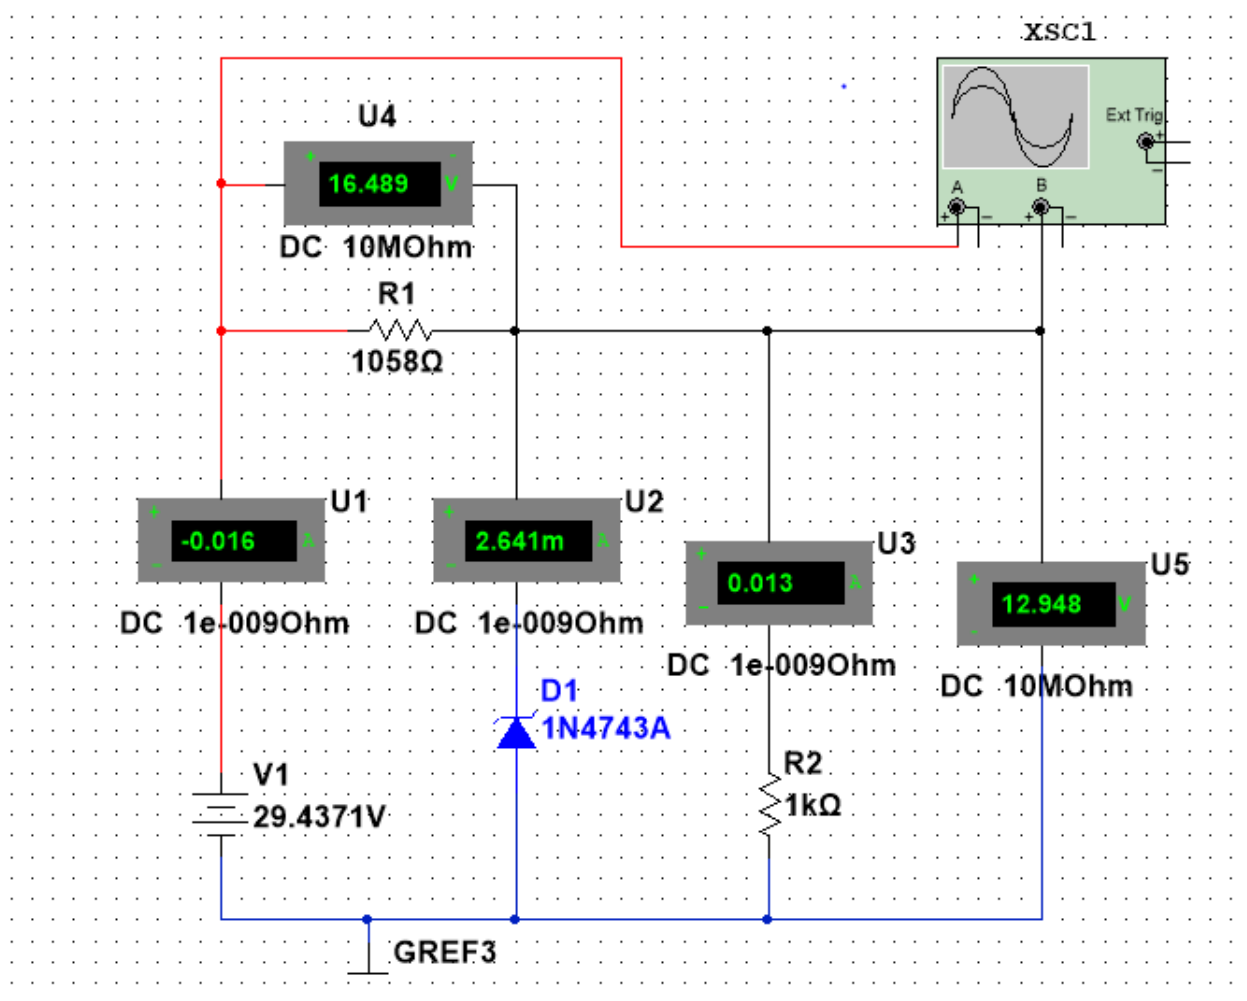 XSC1
Ext Trig
+
−
A
B
+ −
+ −
U4
+ -
16.489 V
DC 10MOhm
R1
1058Ω
U1
+
-0.016 A
−
DC 1e-009Ohm
U2
+
2.641m A
−
DC 1e-009Ohm
U3
+
0.013 A
−
DC 1e-009Ohm
U5
+
12.948 V
-
DC 10MOhm
D1
1N4743A
V1
29.4371V
R2
1kΩ
GREF3